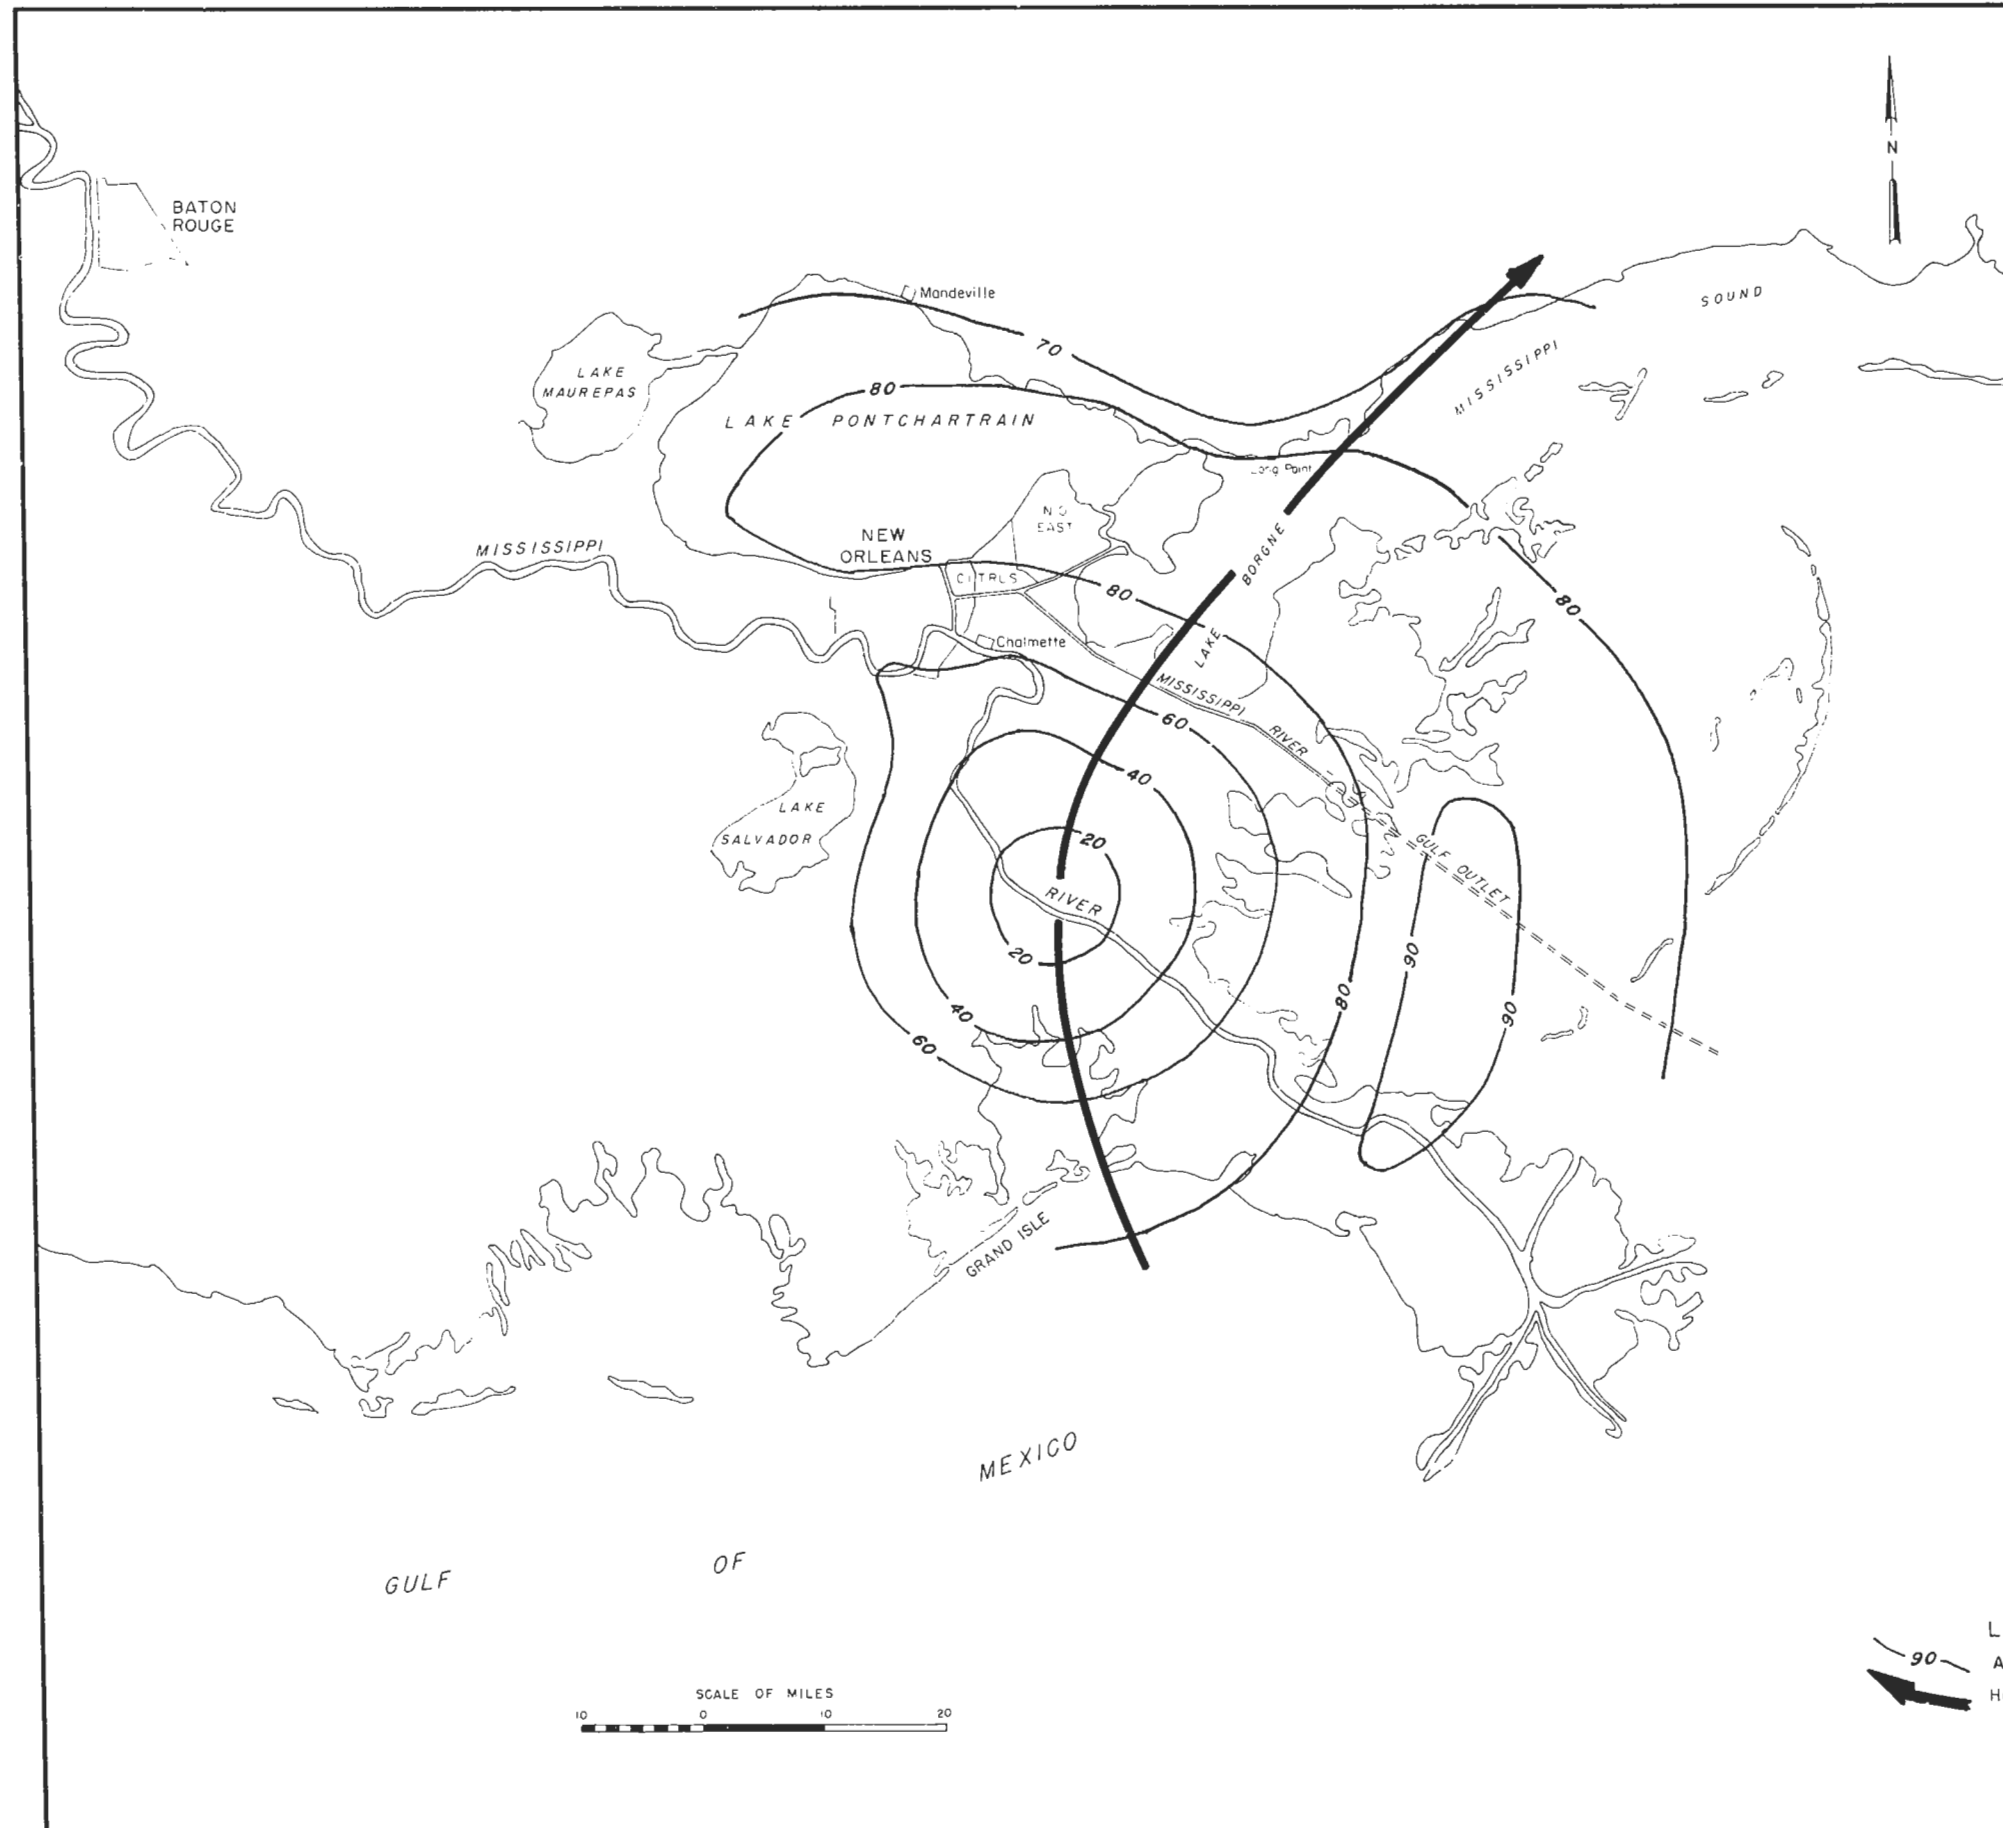 N
BATON
ROUGE
Mandeville
SOUND
70
MISSISSIPPI
LAKE
MAUREPAS
80
LAKE PONTCHARTRAIN
Long Point
N O
EAST
NEW
ORLEANS
MISSISSIPPI
CITRUS
BORGNE
80
80
Chalmette
LAKE
MISSISSIPPI
RIVER
60
40
LAKE
SALVADOR
20
GULF OUTLET
RIVER
90
20
80
90
40
60
GRAND ISLE
MEXICO
OF
GULF
SCALE OF MILES
10 0 10 20
L
90 A
H